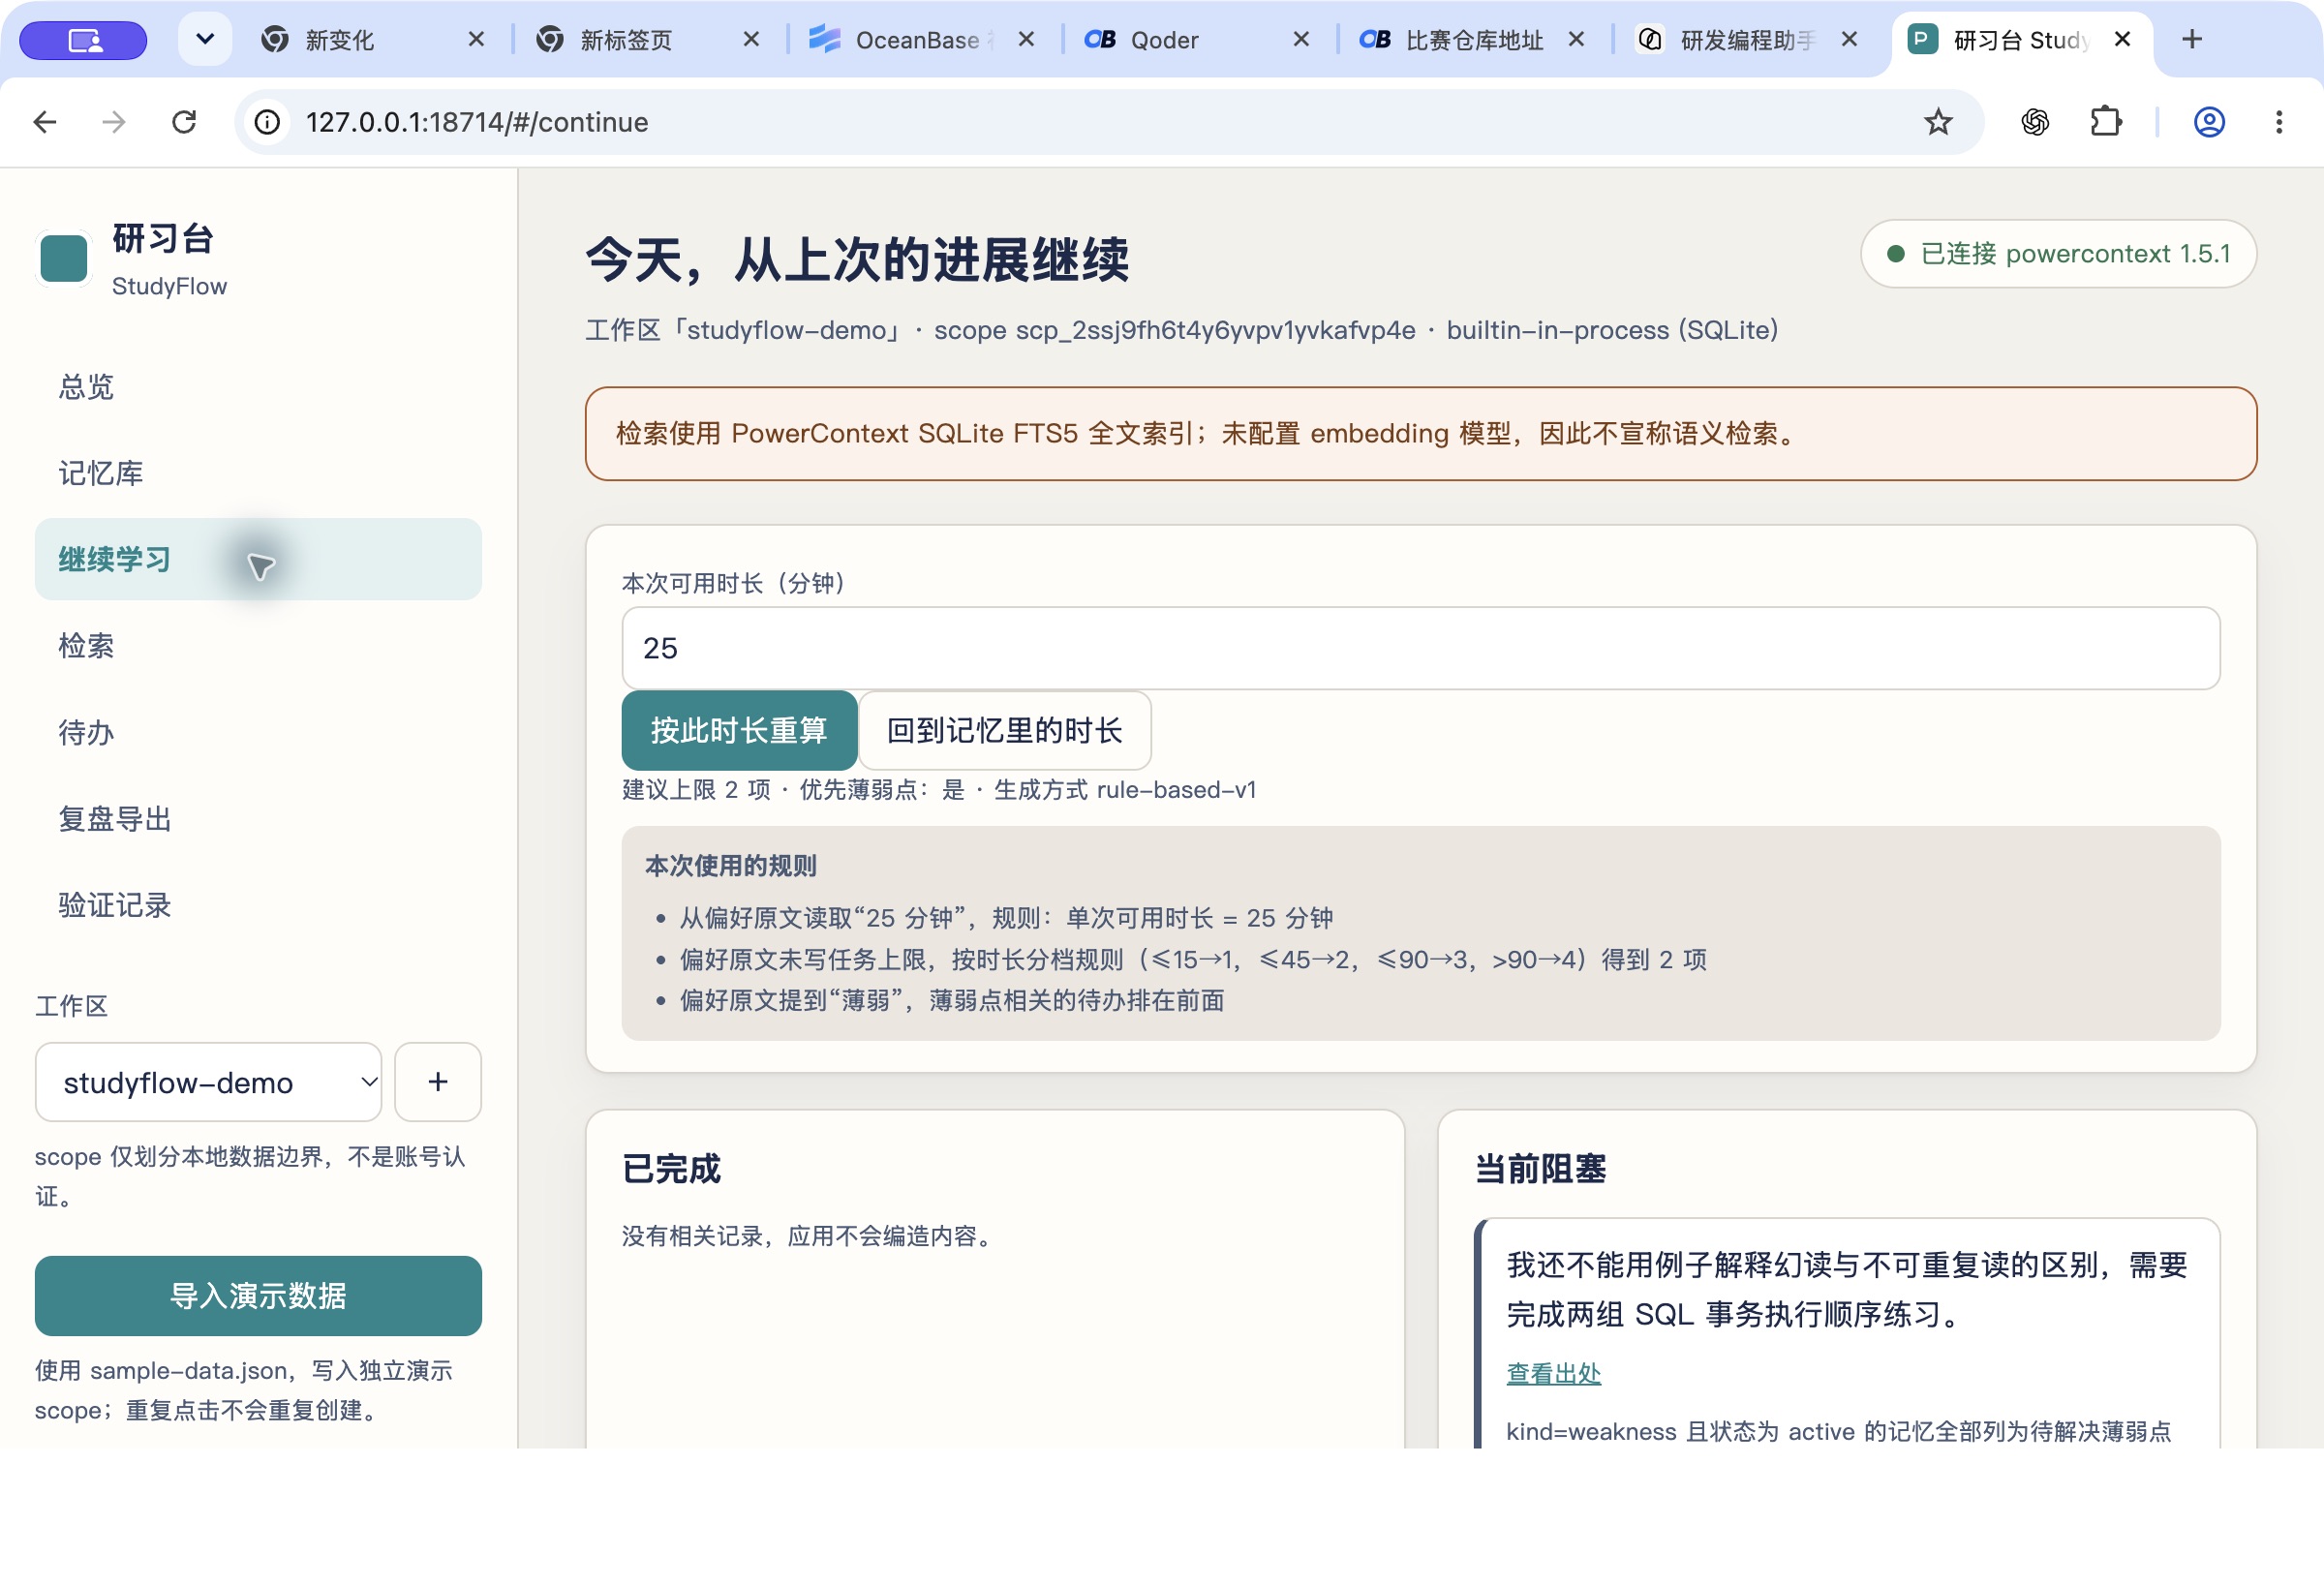 新变化
新标签页
OceanBase
Qoder
比赛仓库地址
研发编程助手
研习台 Study
127.0.0.1:18714/#/continue
研习台
StudyFlow
总览
记忆库
继续学习
检索
待办
复盘导出
验证记录
工作区
studyflow-demo
+
scope 仅划分本地数据边界，不是账号认
证。
导入演示数据
使用 sample-data.json，写入独立演示
scope；重复点击不会重复创建。
今天，从上次的进展继续
已连接 powercontext 1.5.1
工作区「studyflow-demo」 · scope scp_2ssj9fh6t4y6yvpv1yvkafvp4e · builtin-in-process (SQLite)
检索使用 PowerContext SQLite FTS5 全文索引；未配置 embedding 模型，因此不宣称语义检索。
本次可用时长（分钟）
25
按此时长重算
回到记忆里的时长
建议上限 2 项 · 优先薄弱点：是 · 生成方式 rule-based-v1
本次使用的规则
• 从偏好原文读取“25 分钟”，规则：单次可用时长 = 25 分钟
• 偏好原文未写任务上限，按时长分档规则（≤15→1，≤45→2，≤90→3，>90→4）得到 2 项
• 偏好原文提到“薄弱”，薄弱点相关的待办排在前面
已完成
没有相关记录，应用不会编造内容。
当前阻塞
我还不能用例子解释幻读与不可重复读的区别，需要
完成两组 SQL 事务执行顺序练习。
查看出处
kind=weakness 且状态为 active 的记忆全部列为待解决薄弱点